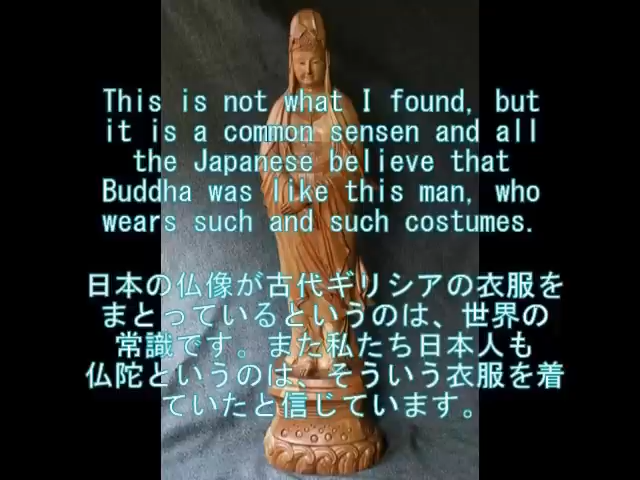 This is not what I found, but
it is a common sensen and all
the Japanese believe that
Buddha was like this man, who
wears such and such costumes.
日本の仏像が古代ギリシアの衣服を
まとっているというのは、世界の
常識です。また私たち日本人も
仏陀というのは、そういう衣服を着
ていたと信じています。